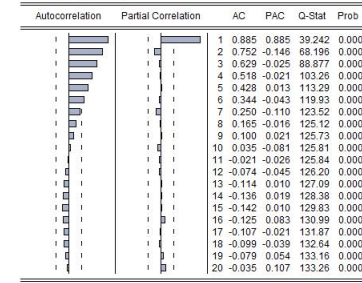 Autocorrelation Partial Correlation AC PAC Q-Stat Prob
1 0.885 0.885 39.242 0.000
2 0.752 -0.146 68.196 0.000
3 0.629 -0.025 88.877 0.000
4 0.518 -0.021 103.26 0.000
5 0.428 0.013 113.29 0.000
6 0.344 -0.043 119.93 0.000
7 0.250 -0.110 123.52 0.000
8 0.165 -0.016 125.12 0.000
9 0.100 0.021 125.73 0.000
10 0.035 -0.081 125.81 0.000
11 -0.021 -0.026 125.84 0.000
12 -0.074 -0.045 126.20 0.000
13 -0.114 0.010 127.09 0.000
14 -0.136 0.019 128.38 0.000
15 -0.142 0.010 129.83 0.000
16 -0.125 0.083 130.99 0.000
17 -0.107 -0.021 131.87 0.000
18 -0.099 -0.039 132.64 0.000
19 -0.079 0.054 133.16 0.000
20 -0.035 0.107 133.26 0.000